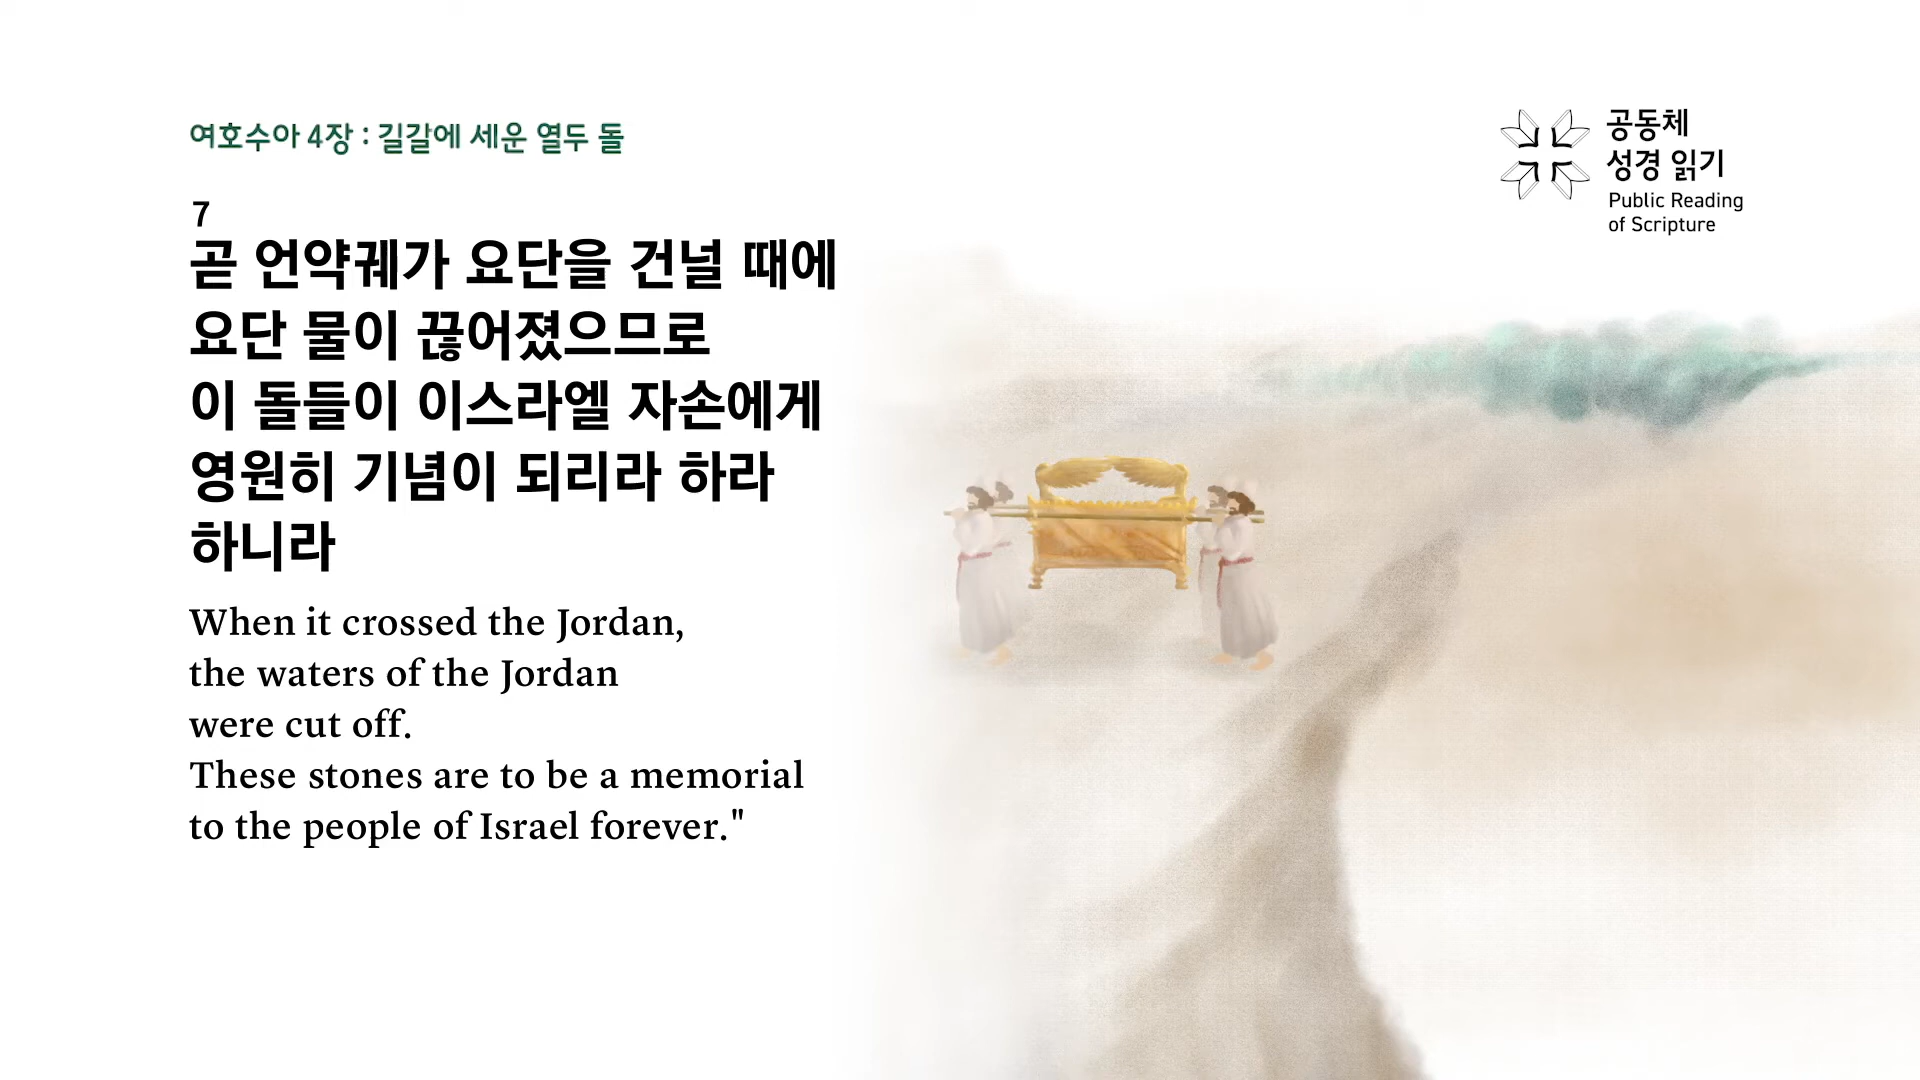 여호수아 4장 : 길갈에 세운 열두 돌
공동체
성경 읽기
Public Reading
of Scripture
7
곧 언약궤가 요단을 건널 때에
요단 물이 끊어졌으므로
이 돌들이 이스라엘 자손에게
영원히 기념이 되리라 하라
하니라
When it crossed the Jordan,
the waters of the Jordan
were cut off.
These stones are to be a memorial
to the people of Israel forever."